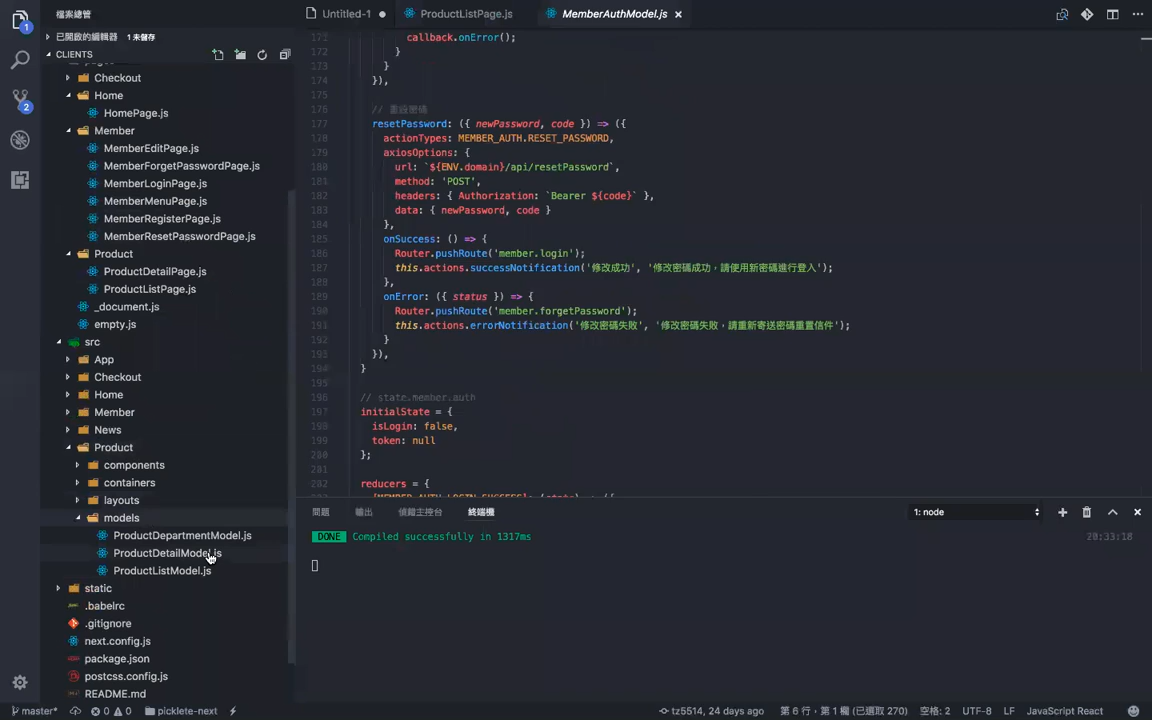 檔案總管
Untitled-1
ProductListPage.js
MemberAuthModel.js
1
已開啟的編輯器 1 未儲存
CLIENTS
pages
Checkout
Home
HomePage.js
Member
MemberEditPage.js
MemberForgetPasswordPage.js
MemberLoginPage.js
MemberMenuPage.js
MemberRegisterPage.js
MemberResetPasswordPage.js
Product
ProductDetailPage.js
ProductListPage.js
_document.js
empty.js
src
App
Checkout
Home
Member
News
Product
components
containers
layouts
models
ProductDepartmentModel.js
ProductDetailModel.js
ProductListModel.js
static
.babelrc
.gitignore
next.config.js
package.json
postcss.config.js
README.md
2
171 callback.onError();
172 }
173 }
174 }),
175
176 // 重設密碼
177 resetPassword: ({ newPassword, code }) => ({
178 actionTypes: MEMBER_AUTH.RESET_PASSWORD,
179 axiosOptions: {
180 url: `${ENV.domain}/api/resetPassword`,
181 method: 'POST',
182 headers: { Authorization: `Bearer ${code}` },
183 data: { newPassword, code }
184 },
185 onSuccess: () => {
186 Router.pushRoute('member.login');
187 this.actions.successNotification('修改成功', '修改密碼成功，請使用新密碼進行登入');
188 },
189 onError: ({ status }) => {
190 Router.pushRoute('member.forgetPassword');
191 this.actions.errorNotification('修改密碼失敗', '修改密碼失敗，請重新寄送密碼重置信件');
192 }
193 }),
194 }
195
196 // state.member.auth
197 initialState = {
198 isLogin: false,
199 token: null
200 };
201
202 reducers = {
問題 輸出 偵錯主控台 終端機 1: node
DONE Compiled successfully in 1317ms 20:33:18
master* 0 0 picklete-next tz5514, 24 days ago 第 6 行，第 1 欄 (已選取 270) 空格: 2 UTF-8 LF JavaScript React